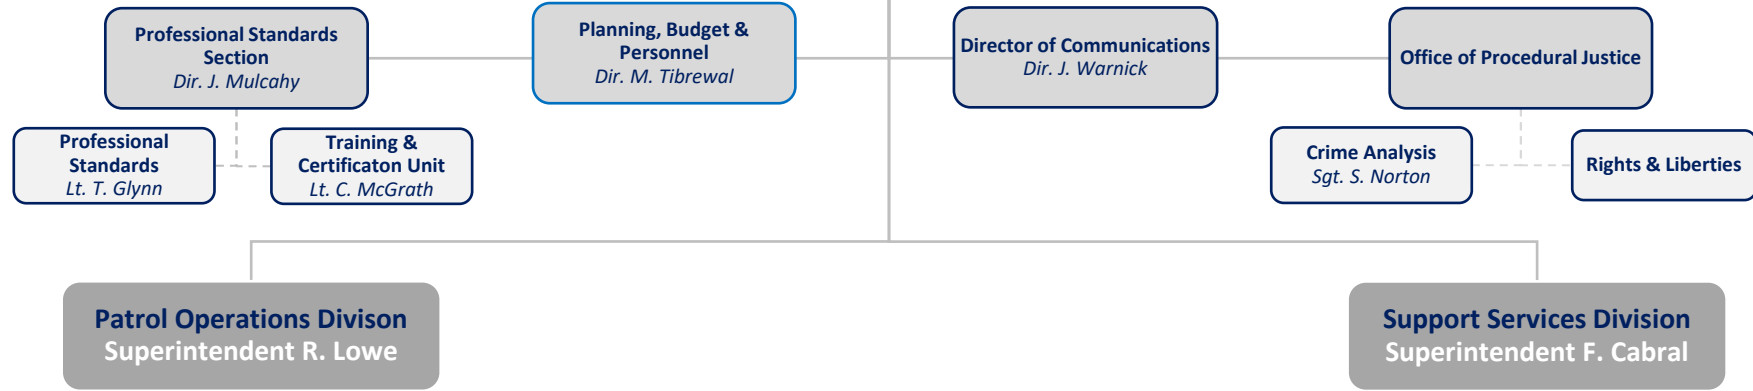 Professional Standards
Section
Dir. J. Mulcahy
Planning, Budget &
Personnel
Dir. M. Tibrewal
Director of Communications
Dir. J. Warnick
Office of Procedural Justice
Professional
Standards
Lt. T. Glynn
Training &
Certificaton Unit
Lt. C. McGrath
Crime Analysis
Sgt. S. Norton
Rights & Liberties
Patrol Operations Divison
Superintendent R. Lowe
Support Services Division
Superintendent F. Cabral